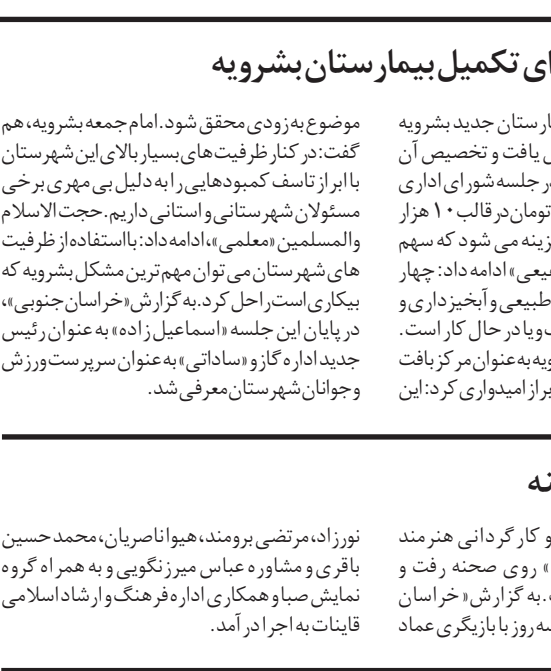 ای تکمیل بیمارستان بشرویه
ارستان جدید بشرویه
یافت و تخصیص آن
در جلسه شورای اداری
تومان در قالب ۱۰ هزار
زینه می شود که سهم
یعی» ادامه داد: چهار
طبیعی و آبخیزداری و
ویا در حال کار است.
ویه به عنوان مرکز بافت
براز امیدواری کرد: این
موضوع به زودی محقق شود. امام جمعه بشرویه، هم
گفت: در کنار ظرفیت های بسیار بالای این شهرستان
با ابراز تاسف کمبودهایی را به دلیل بی مهری برخی
مسئولان شهرستانی و استانی داریم. حجت الاسلام
والمسلمین «معلمی»، ادامه داد: با استفاده از ظرفیت
های شهرستان می توان مهم ترین مشکل بشرویه که
بیکاری است را حل کرد. به گزارش «خراسان جنوبی»،
در پایان این جلسه «اسماعیل زاده» به عنوان رئیس
جدید اداره گاز و «ساداتی» به عنوان سرپرست ورزش
و جوانان شهرستان معرفی شد.
نه
و کارگردانی هنرمند
» روی صحنه رفت و
. به گزارش «خراسان
سه روز با بازیگری عماد
نورزاد، مرتضی برومند، هیوا ناصریان، محمدحسین
باقری و مشاوره عباس میرزنگویی و به همراه گروه
نمایش صبا و همکاری اداره فرهنگ و ارشاد اسلامی
قاینات به اجرا در آمد.